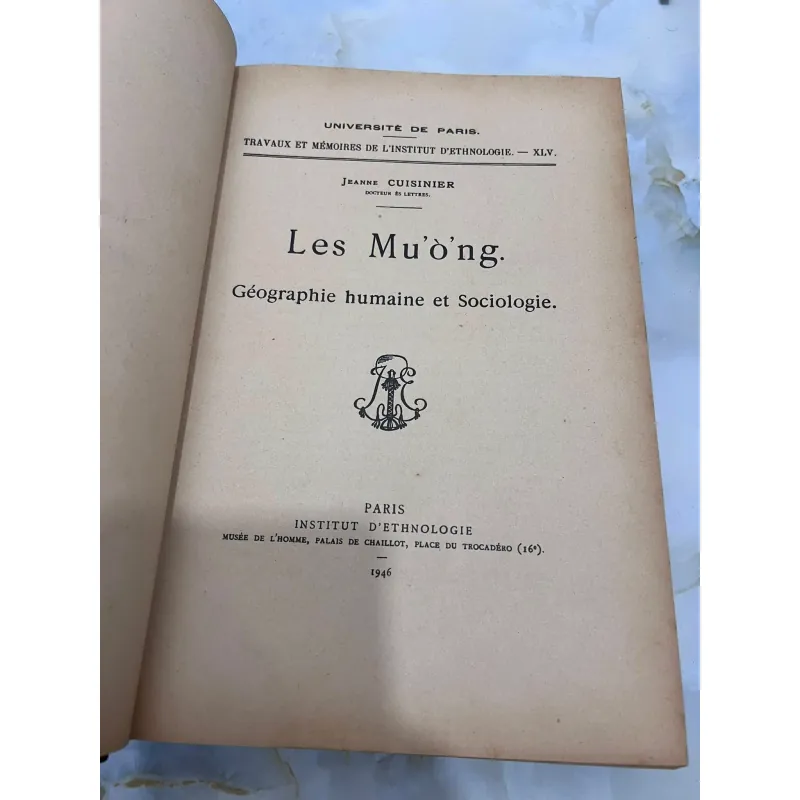 UNIVERSITÉ DE PARIS.
TRAVAUX ET MÉMOIRES DE L'INSTITUT D'ETHNOLOGIE. — XLV.
JEANNE CUISINIER
DOCTEUR ÈS LETTRES.
Les Mu’ò’ng.
Géographie humaine et Sociologie.
PARIS
INSTITUT D'ETHNOLOGIE
MUSÉE DE L'HOMME, PALAIS DE CHAILLOT, PLACE DU TROCADÉRO (16e).
1946